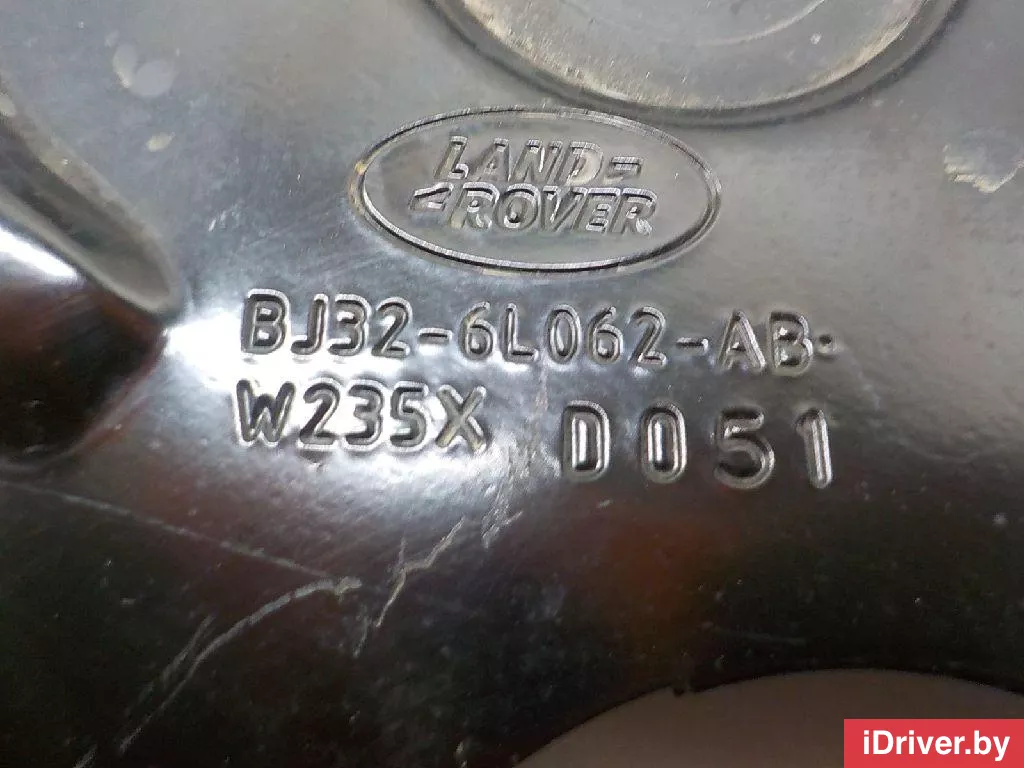 LAND-
ROVER
BJ32-6L062-AB.
W235X D051
iDriver.by